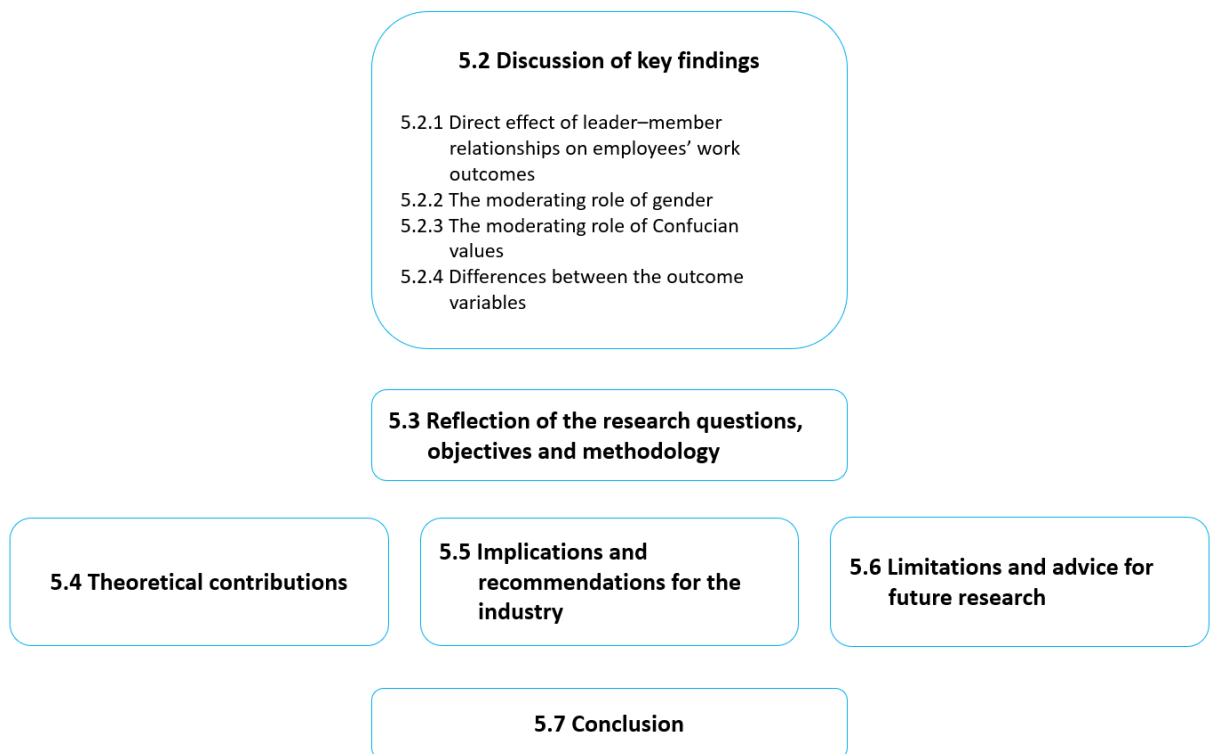 5.2 Discussion of key findings
5.2.1 Direct effect of leader–member
relationships on employees’ work
outcomes
5.2.2 The moderating role of gender
5.2.3 The moderating role of Confucian
values
5.2.4 Differences between the outcome
variables
5.3 Reflection of the research questions,
objectives and methodology
5.4 Theoretical contributions
5.5 Implications and
recommendations for the
industry
5.6 Limitations and advice for
future research
5.7 Conclusion